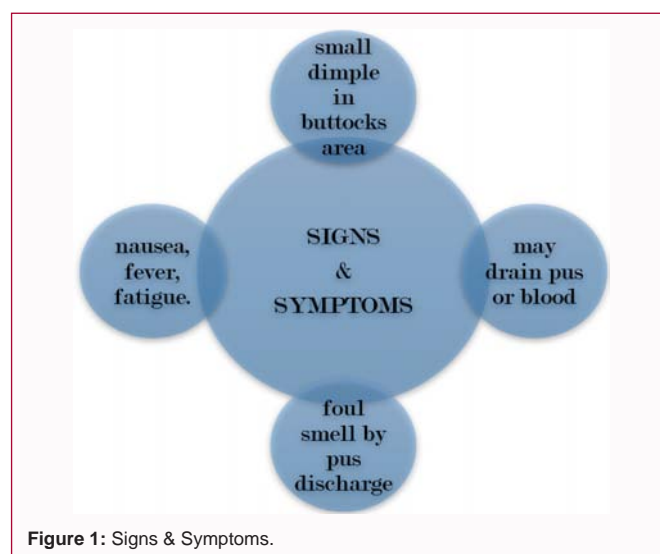 small
dimple
in
buttocks
area
nausea,
fever,
fatigue.
SIGNS
&
SYMPTOMS
may
drain pus
or blood
foul
smell by
pus
discharge
Figure 1: Signs & Symptoms.